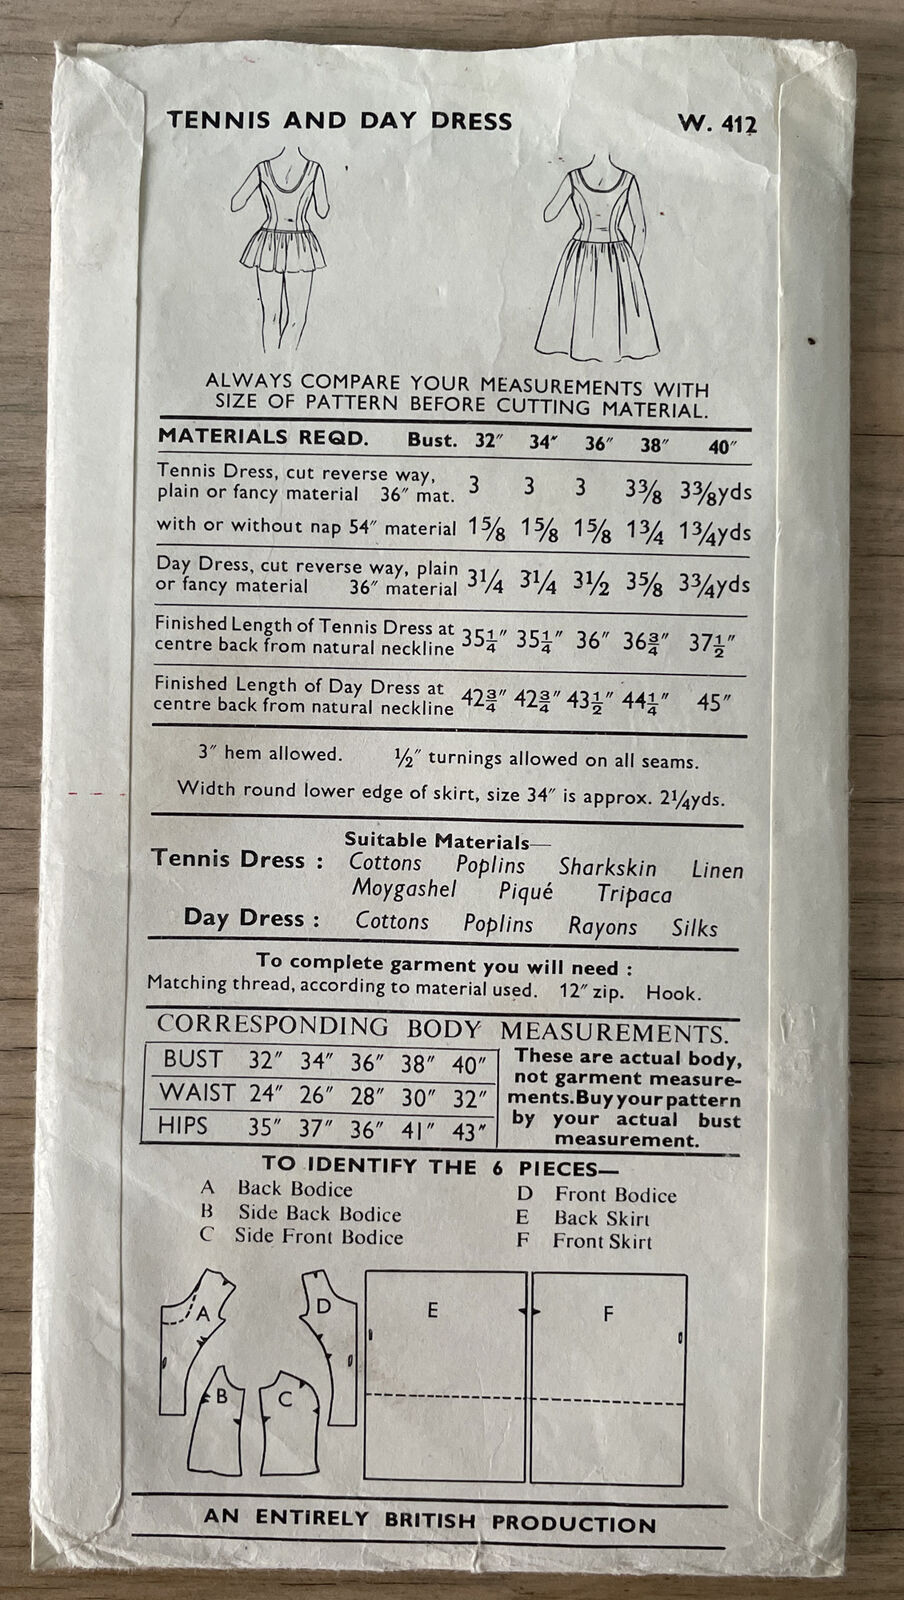 TENNIS AND DAY DRESS W. 412
ALWAYS COMPARE YOUR MEASUREMENTS WITH
SIZE OF PATTERN BEFORE CUTTING MATERIAL.
MATERIALS REQD. Bust. 32″ 34″ 36″ 38″ 40″
Tennis Dress, cut reverse way,
plain or fancy material 36″ mat. 3 3 3 3⅜ 3⅜yds
with or without nap 54″ material 1⅝ 1⅝ 1⅝ 1¾ 1¾yds
Day Dress, cut reverse way, plain
or fancy material 36″ material 3¼ 3¼ 3½ 3⅝ 3¾yds
Finished Length of Tennis Dress at
centre back from natural neckline 35¼″ 35¼″ 36″ 36¾″ 37½″
Finished Length of Day Dress at
centre back from natural neckline 42¾″ 42¾″ 43½″ 44¼″ 45″
3″ hem allowed. ½″ turnings allowed on all seams.
Width round lower edge of skirt, size 34″ is approx. 2¼yds.
Suitable Materials—
Tennis Dress : Cottons Poplins Sharkskin Linen
Moygashel Piqué Tripaca
Day Dress : Cottons Poplins Rayons Silks
To complete garment you will need :
Matching thread, according to material used. 12″ zip. Hook.
CORRESPONDING BODY MEASUREMENTS.
BUST 32″ 34″ 36″ 38″ 40″
WAIST 24″ 26″ 28″ 30″ 32″
HIPS 35″ 37″ 36″ 41″ 43″
These are actual body,
not garment measure-
ments. Buy your pattern
by your actual bust
measurement.
TO IDENTIFY THE 6 PIECES—
A Back Bodice D Front Bodice
B Side Back Bodice E Back Skirt
C Side Front Bodice F Front Skirt
A D E F
B C
AN ENTIRELY BRITISH PRODUCTION